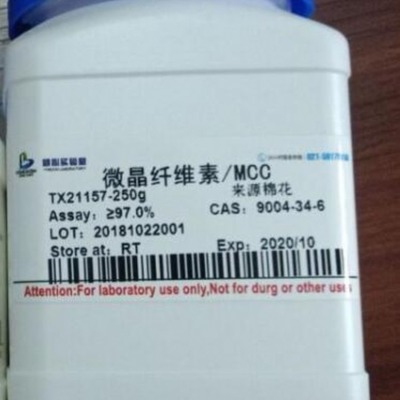 微晶纤维素/MCC
TX21157-250g 来源棉花
Assay: ≥97.0% CAS: 9004-34-6
LOT: 20181022001
Store at: RT Exp: 2020/10
Attention:For laboratory use only,Not for durg or other uses